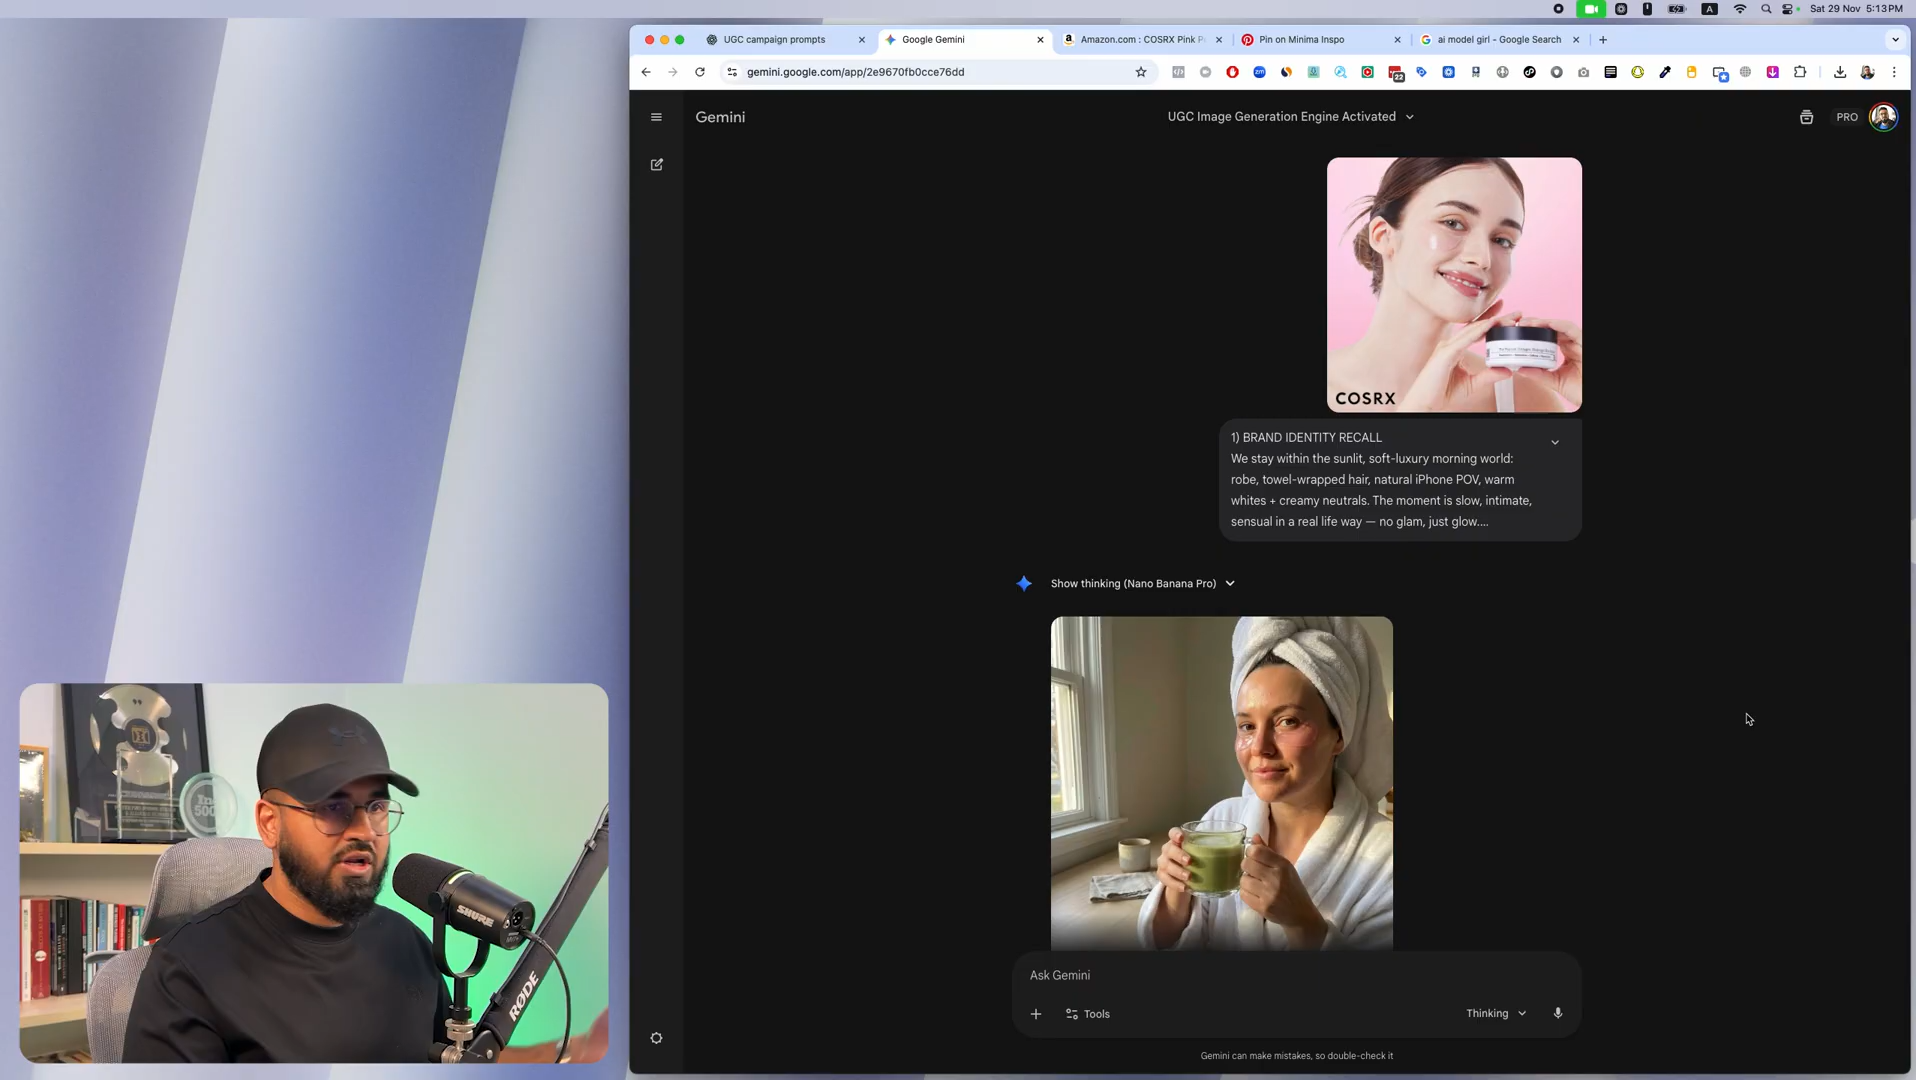 Sat 29 Nov 5:13 PM
UGC campaign prompts
Google Gemini
Amazon.com : COSRX Pink P
Pin on Minima Inspo
ai model girl - Google Search
gemini.google.com/app/2e9670fb0cce76dd
22
Gemini
UGC Image Generation Engine Activated
PRO
COSRX
1) BRAND IDENTITY RECALL
We stay within the sunlit, soft-luxury morning world:
robe, towel-wrapped hair, natural iPhone POV, warm
whites + creamy neutrals. The moment is slow, intimate,
sensual in a real life way — no glam, just glow....
Show thinking (Nano Banana Pro)
Ask Gemini
Tools
Thinking
Gemini can make mistakes, so double-check it
SHURE
RØDE